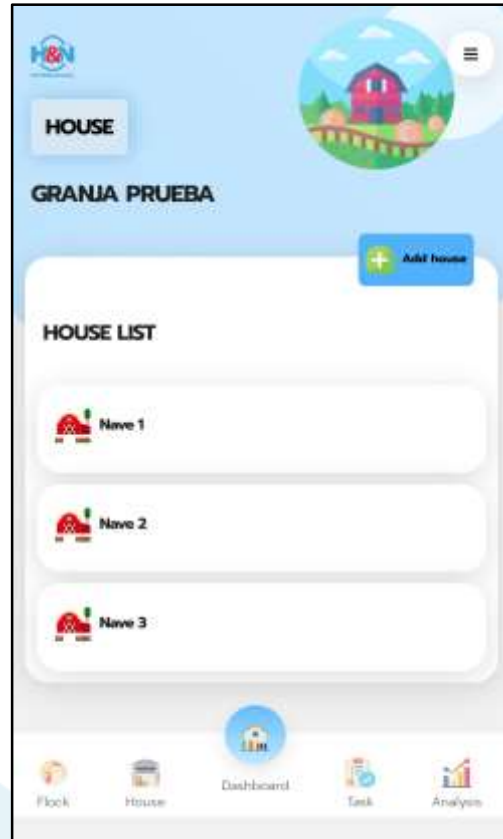 H&N
HOUSE
GRANJA PRUEBA
Add house
HOUSE LIST
Nave 1
Nave 2
Nave 3
Dashboard
Flock
House
Task
Analysis